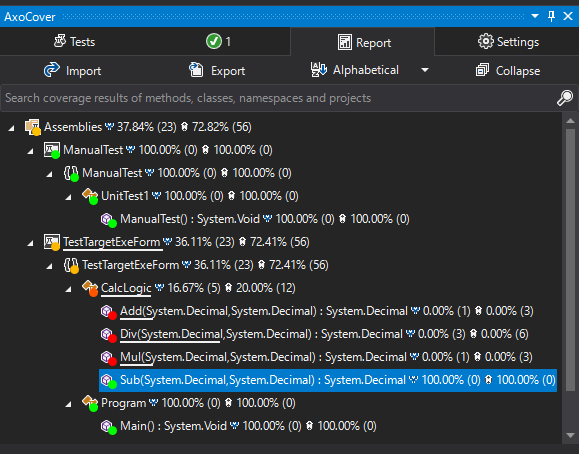 AxoCover
Tests
1
Report
Settings
Import
Export
Alphabetical
Collapse
Search coverage results of methods, classes, namespaces and projects
Assemblies 37.84% (23) 72.82% (56)
ManualTest 100.00% (0) 100.00% (0)
ManualTest 100.00% (0) 100.00% (0)
UnitTest1 100.00% (0) 100.00% (0)
ManualTest() : System.Void 100.00% (0) 100.00% (0)
TestTargetExeForm 36.11% (23) 72.41% (56)
TestTargetExeForm 36.11% (23) 72.41% (56)
CalcLogic 16.67% (5) 20.00% (12)
Add(System.Decimal,System.Decimal) : System.Decimal 0.00% (1) 0.00% (3)
Div(System.Decimal,System.Decimal) : System.Decimal 0.00% (3) 0.00% (6)
Mul(System.Decimal,System.Decimal) : System.Decimal 0.00% (1) 0.00% (3)
Sub(System.Decimal,System.Decimal) : System.Decimal 100.00% (0) 100.00% (0)
Program 100.00% (0) 100.00% (0)
Main() : System.Void 100.00% (0) 100.00% (0)